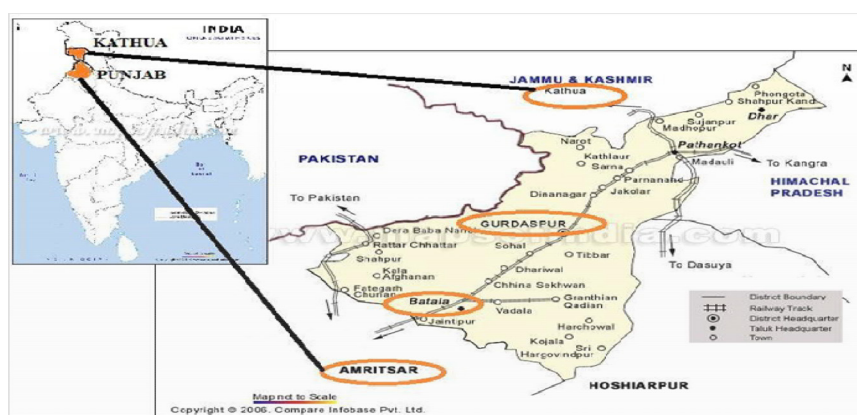 INDIA
KATHUA
PUNJAB
JAMMU & KASHMIR
Kathua
N
Phongota
Shahpur Kandi
Dhar
Sujanpur
Madhopur
Pathankot
Madauli
To Kangra
HIMACHAL
PRADESH
Narot
Kathlaur
Sarna
Parnanand
Dinanagar
Jakolar
PAKISTAN
To Pakistan
GURDASPUR
Dera Baba Nanak
Rattar Chhattar
Shahpur
Sohal
Tibbar
To Dasuya
Kala
Afghanan
Dhariwal
Chhina Sekhwan
Fategarh
Churian
Batala
Vadala
Granthian
Qadian
Jaintipur
Harchowal
Kojala
Sri
Hargovindpur
District Boundary
Railway Track
District Headquarter
Taluk Headquarter
Town
AMRITSAR
HOSHIARPUR
Map not to Scale
Copyright © 2006. Compare Infobase Pvt. Ltd.